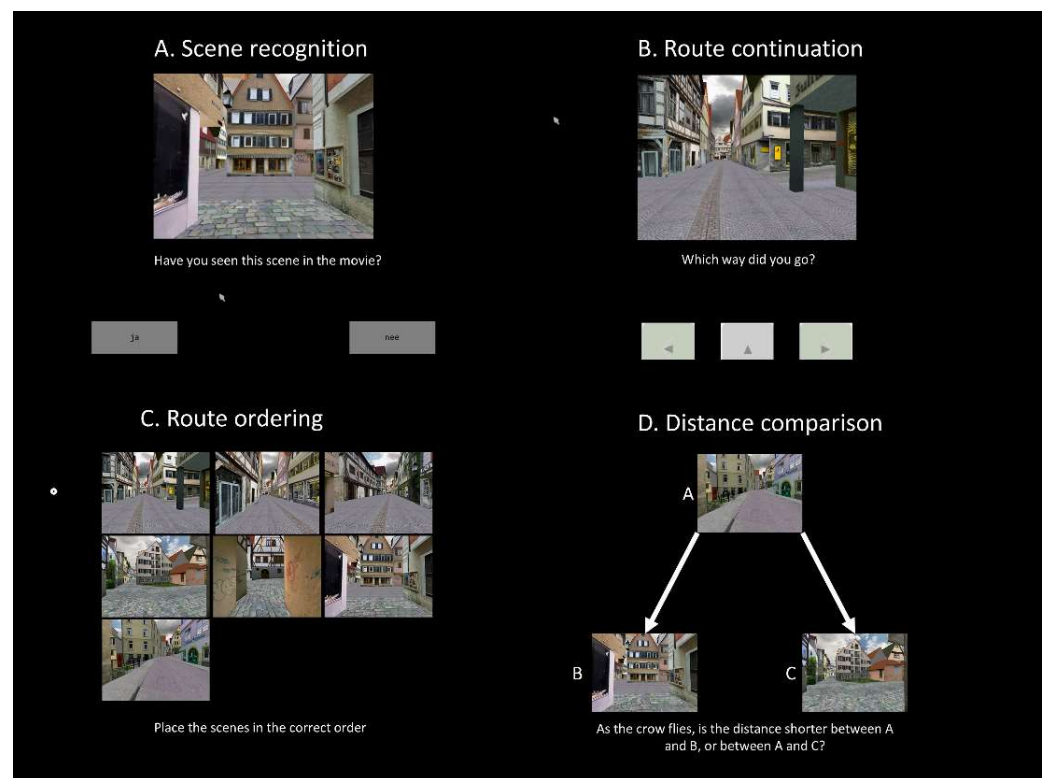 A. Scene recognition
Have you seen this scene in the movie?
ja
nee
B. Route continuation
Which way did you go?
C. Route ordering
Place the scenes in the correct order
D. Distance comparison
A
B
C
As the crow flies, is the distance shorter between A
and B, or between A and C?